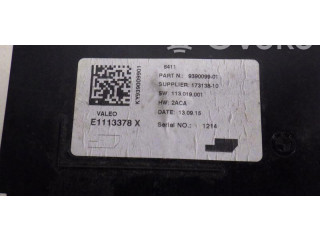 9411
PART N.: 9390099-01
SUPPLIER: 173135-10
SW: 113.019.001
HW: 2AC4
DATE: 13.09.15
Serial NO.: 1314
VALEO
E1113378 X